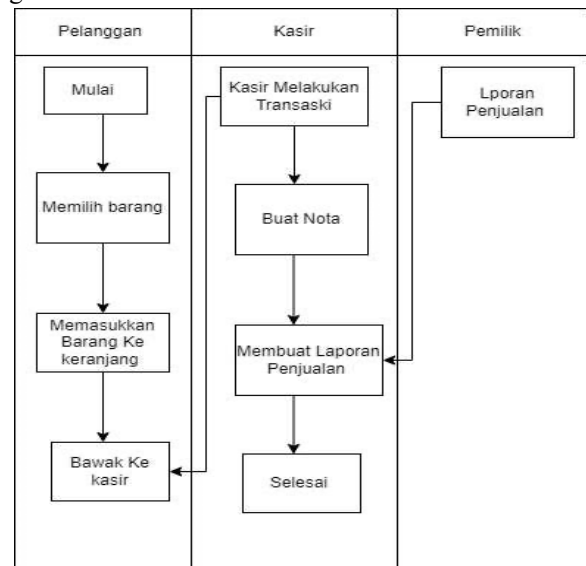 Pelanggan
Kasir
Pemilik
Mulai
Memilih barang
Memasukkan
Barang Ke
keranjang
Bawak Ke
kasir
Kasir Melakukan
Transaski
Buat Nota
Membuat Laporan
Penjualan
Selesai
Lporan
Penjualan